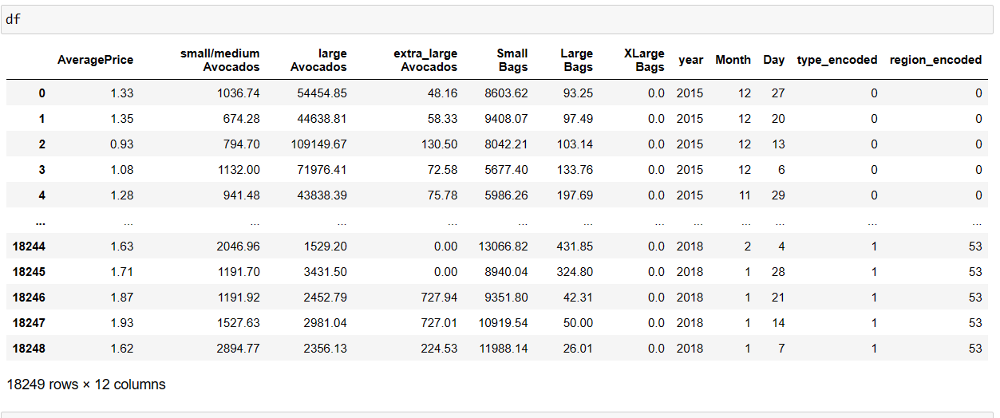 df
AveragePrice small/medium Avocados large Avocados extra_large Avocados Small Bags Large Bags XLarge Bags year Month Day type_encoded region_encoded
0 1.33 1036.74 54454.85 48.16 8603.62 93.25 0.0 2015 12 27 0 0
1 1.35 674.28 44638.81 58.33 9408.07 97.49 0.0 2015 12 20 0 0
2 0.93 794.70 109149.67 130.50 8042.21 103.14 0.0 2015 12 13 0 0
3 1.08 1132.00 71976.41 72.58 5677.40 133.76 0.0 2015 12 6 0 0
4 1.28 941.48 43838.39 75.78 5986.26 197.69 0.0 2015 11 29 0 0
... ... ... ... ... ... ... ... ... ... ... ... ...
18244 1.63 2046.96 1529.20 0.00 13066.82 431.85 0.0 2018 2 4 1 53
18245 1.71 1191.70 3431.50 0.00 8940.04 324.80 0.0 2018 1 28 1 53
18246 1.87 1191.92 2452.79 727.94 9351.80 42.31 0.0 2018 1 21 1 53
18247 1.93 1527.63 2981.04 727.01 10919.54 50.00 0.0 2018 1 14 1 53
18248 1.62 2894.77 2356.13 224.53 11988.14 26.01 0.0 2018 1 7 1 53
18249 rows × 12 columns